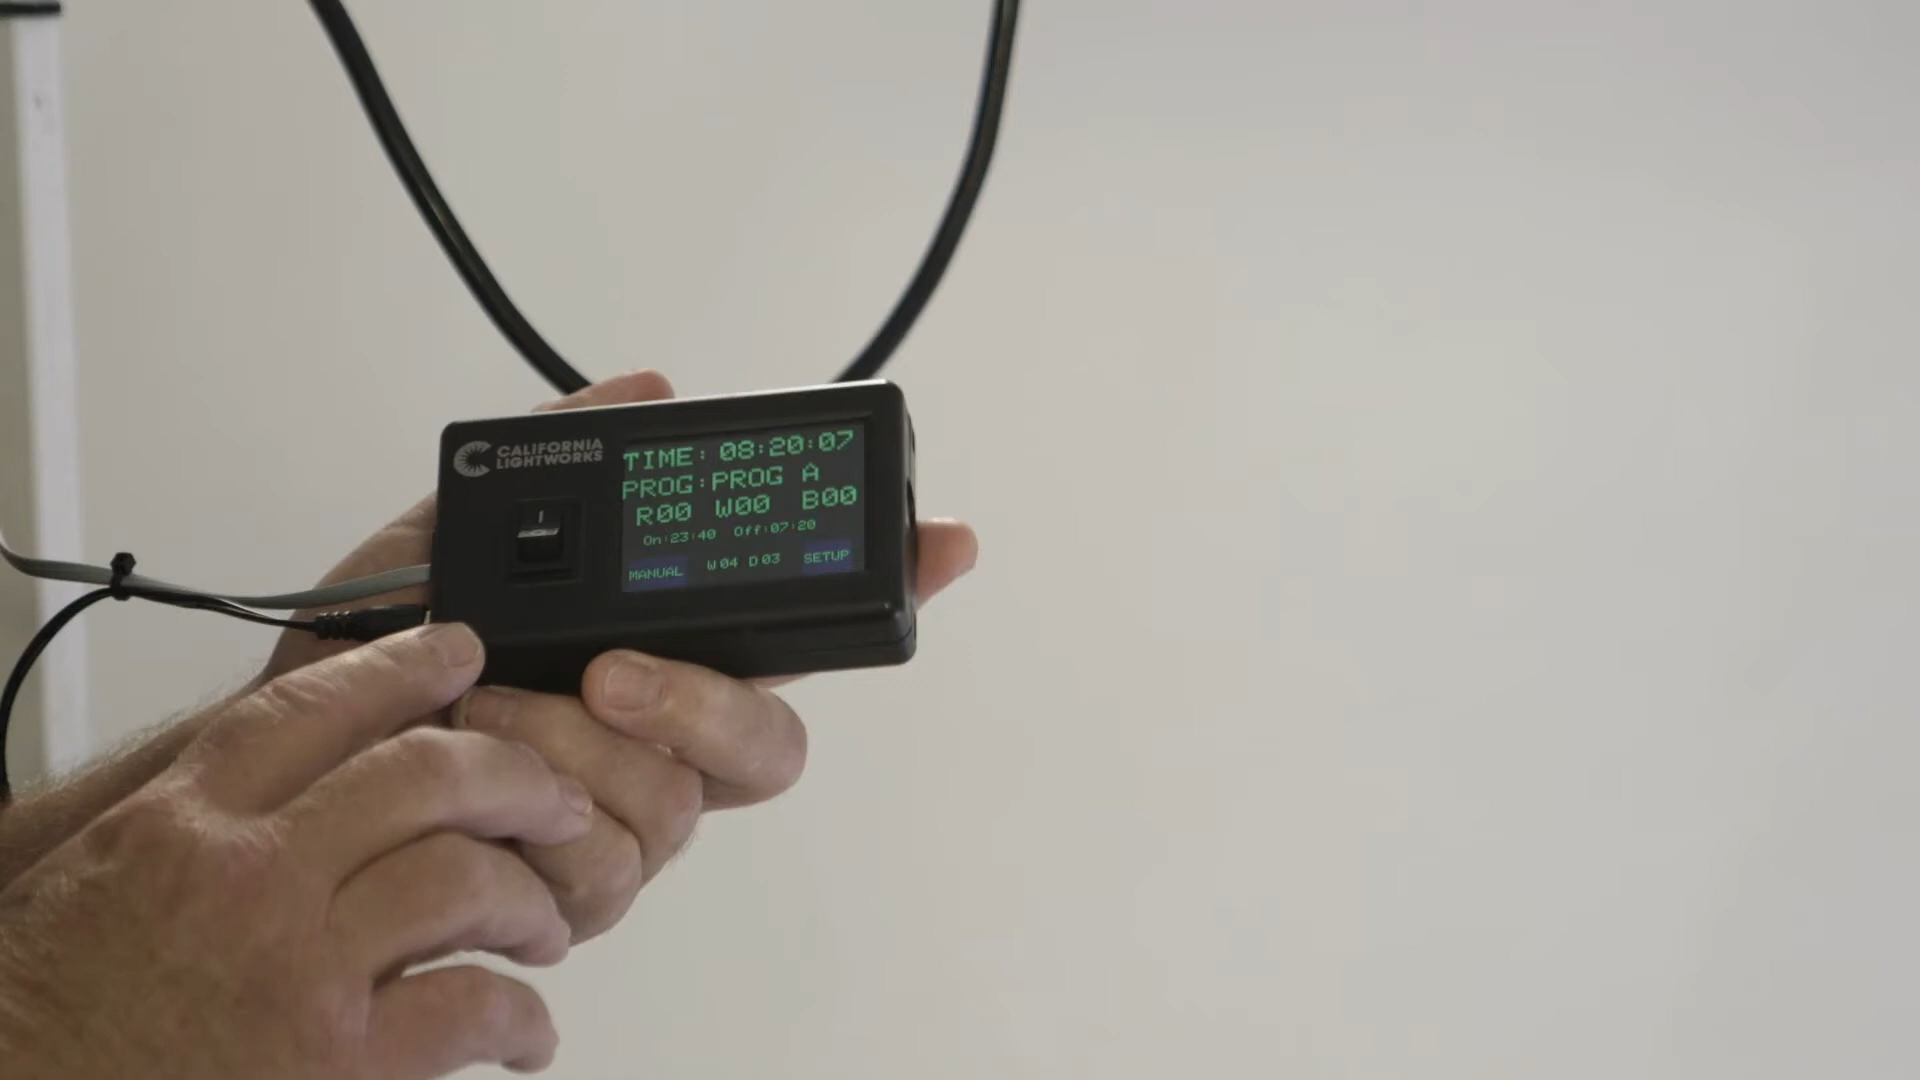 CALIFORNIA
LIGHTWORKS
TIME: 08:20:07
PROG:PROG A
R00 W00 B00
On:23:40 Off:07:20
MANUAL W04 D03 SETUP